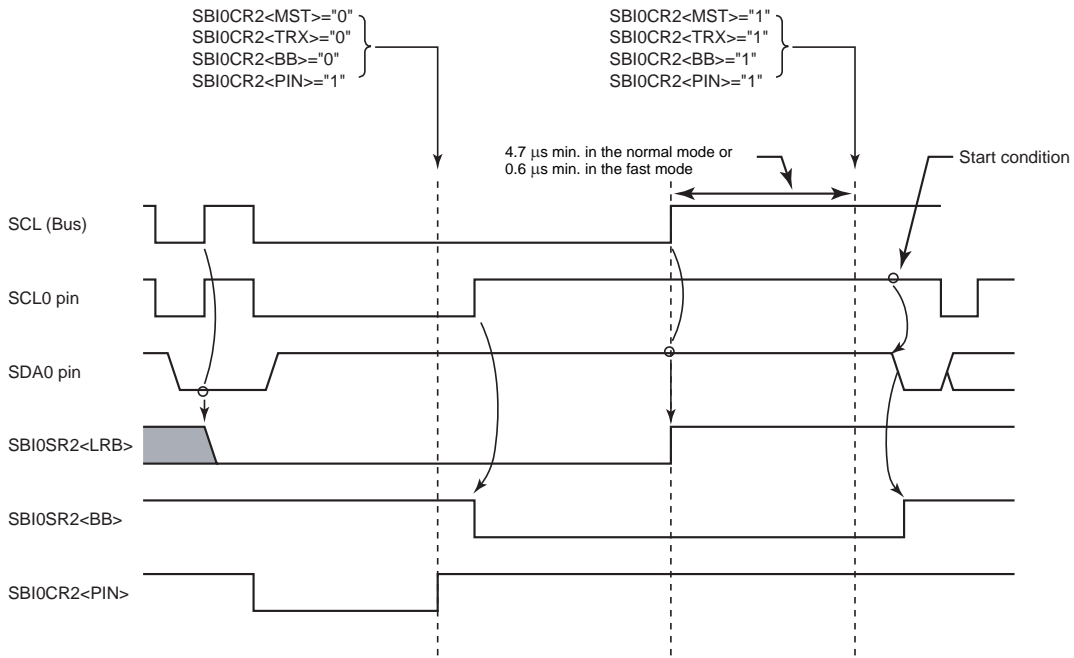 SBI0CR2<MST>="0"
SBI0CR2<TRX>="0"
SBI0CR2<BB>="0"
SBI0CR2<PIN>="1"
SBI0CR2<MST>="1"
SBI0CR2<TRX>="1"
SBI0CR2<BB>="1"
SBI0CR2<PIN>="1"
4.7 μs min. in the normal mode or
0.6 μs min. in the fast mode
Start condition
SCL (Bus)
SCL0 pin
SDA0 pin
SBI0SR2<LRB>
SBI0SR2<BB>
SBI0CR2<PIN>